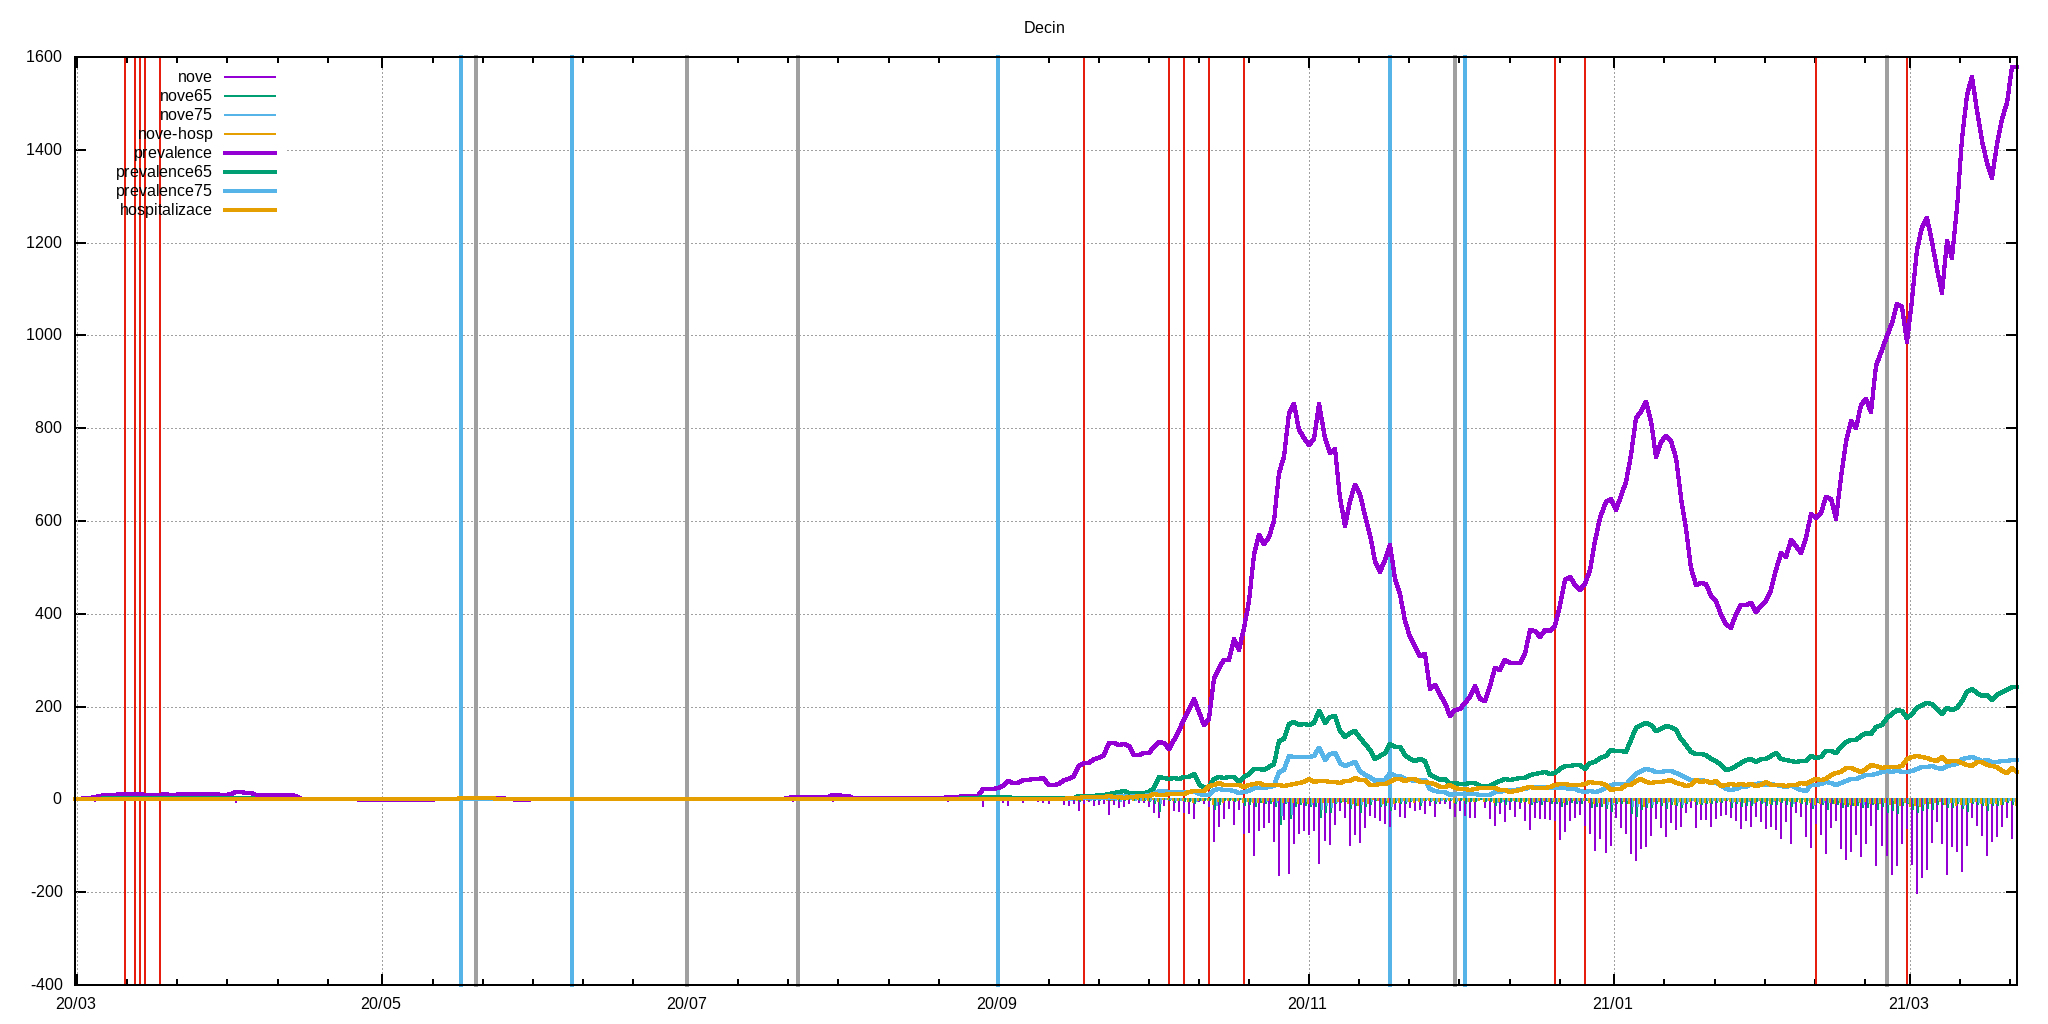 Decin
1600
1400
1200
1000
800
600
400
200
0
-200
-400
nove
nove65
nove75
nove-hosp
prevalence
prevalence65
prevalence75
hospitalizace
20/03 20/05 20/07 20/09 20/11 21/01 21/03